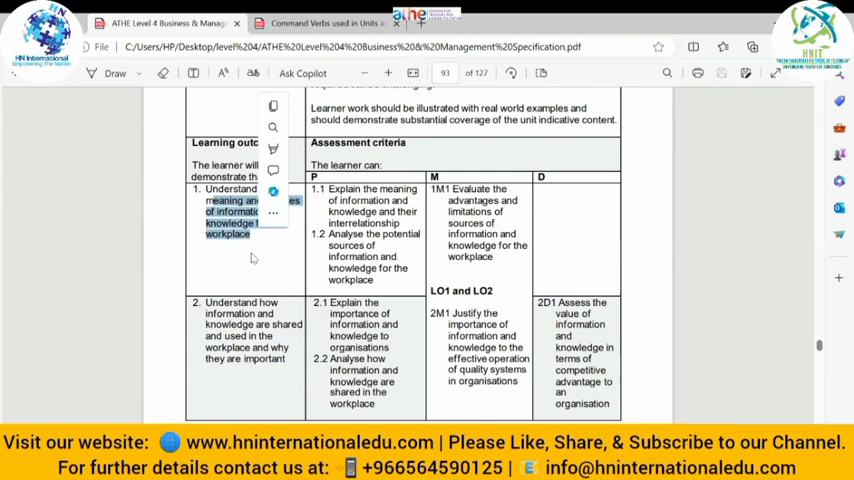 ATHE Level 4 Business & Manage
Command Verbs used in Units a
athe
HN International
Empowering The Nation
HNIT
File
C:/Users/HP/Desktop/level%204/ATHE%20Level%204%20Business%20&%20Management%20Specification.pdf
Draw
Ask Copilot
93
of 127
Learner work should be illustrated with real world examples and
should demonstrate substantial coverage of the unit indicative content.
Learning outc
Assessment criteria
The learner will
demonstrate th
The learner can:
P
M
D
1. Understand
meaning an
es
of informatio
knowledge f
workplace
1.1 Explain the meaning
of information and
knowledge and their
interrelationship
1.2 Analyse the potential
sources of
information and
knowledge for the
workplace
1M1 Evaluate the
advantages and
limitations of
sources of
information and
knowledge for the
workplace
LO1 and LO2
2. Understand how
information and
knowledge are shared
and used in the
workplace and why
they are important
2.1 Explain the
importance of
information and
knowledge to
organisations
2.2 Analyse how
information and
knowledge are
shared in the
workplace
2M1 Justify the
importance of
information and
knowledge to the
effective operation
of quality systems
in organisations
2D1 Assess the
value of
information
and
knowledge in
terms of
competitive
advantage to
an
organisation
Visit our website: www.hninternationaledu.com | Please Like, Share, & Subscribe to our Channel.
For further details contact us at: +966564590125 | info@hninternationaledu.com